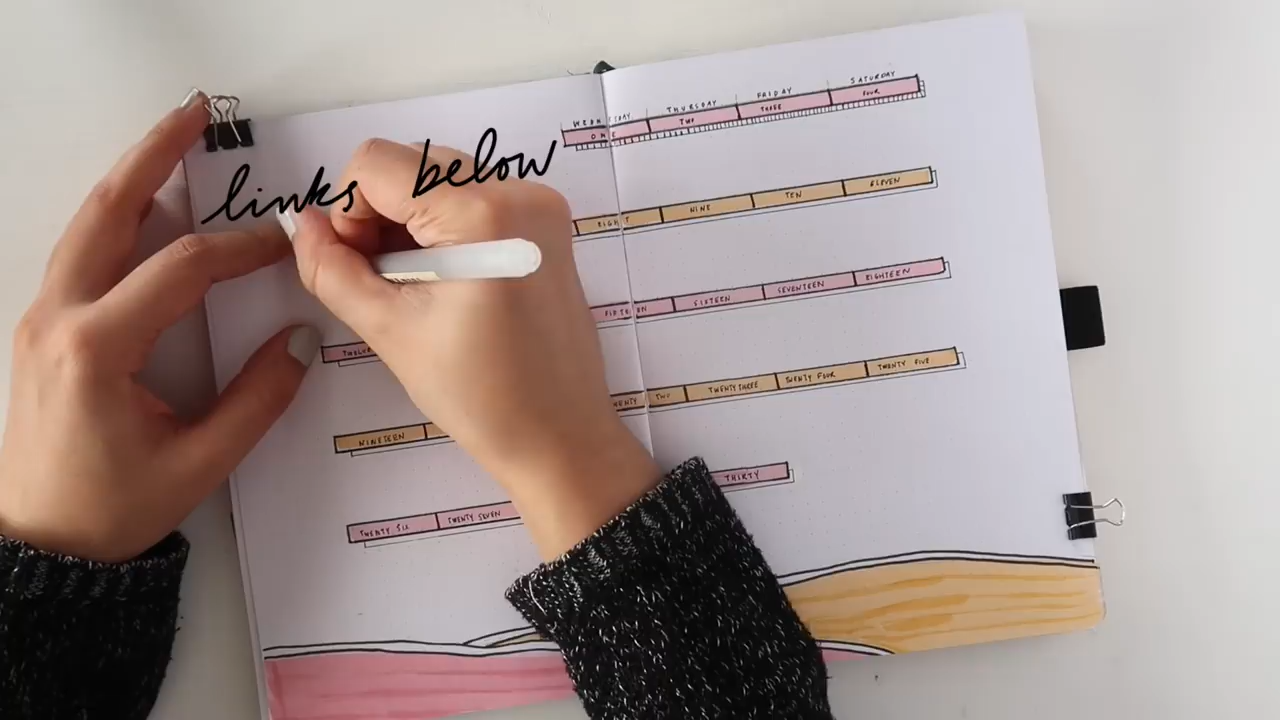 links below
WEDNESDAY THURSDAY FRIDAY SATURDAY
ONE TWO THREE FOUR
EIGHT NINE TEN ELEVEN
TWELVE FIFTEEN SIXTEEN SEVENTEEN EIGHTEEN
NINETEEN TWENTY TWO TWENTY THREE TWENTY FOUR TWENTY FIVE
TWENTY SIX TWENTY SEVEN THIRTY